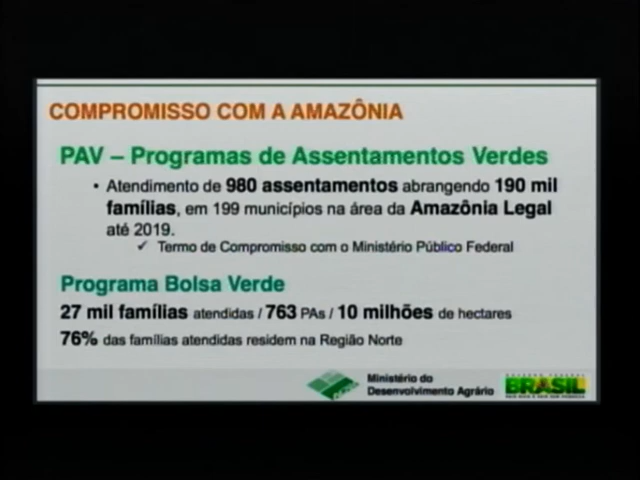 COMPROMISSO COM A AMAZÔNIA
PAV – Programas de Assentamentos Verdes
• Atendimento de 980 assentamentos abrangendo 190 mil
famílias, em 199 municípios na área da Amazônia Legal
até 2019.
✓ Termo de Compromisso com o Ministério Público Federal
Programa Bolsa Verde
27 mil famílias atendidas / 763 PAs / 10 milhões de hectares
76% das famílias atendidas residem na Região Norte
Ministério do
Desenvolvimento Agrário
BRASIL